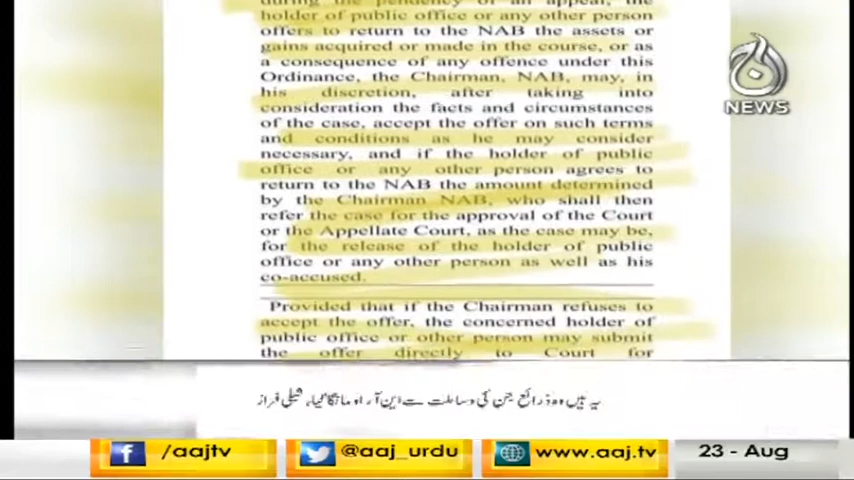 during the pendency of an appeal, the
holder of public office or any other person
offers to return to the NAB the assets or
gains acquired or made in the course, or as
a consequence of any offence under this
Ordinance, the Chairman, NAB, may, in
his discretion, after taking into
consideration the facts and circumstances
of the case, accept the offer on such terms
and conditions as he may consider
necessary, and if the holder of public
office or any other person agrees to
return to the NAB the amount determined
by the Chairman NAB, who shall then
refer the case for the approval of the Court
or the Appellate Court, as the case may be,
for the release of the holder of public
office or any other person as well as his
co-accused.
Provided that if the Chairman refuses to
accept the offer, the concerned holder of
public office or other person may submit
the offer directly to Court for
NEWS
یہ ہیں وہ ذرائع جن کی وساطت سے این آر او مانگا گیا، شبلی فراز
/aajtv
@aaj_urdu
www.aaj.tv
23 - Aug